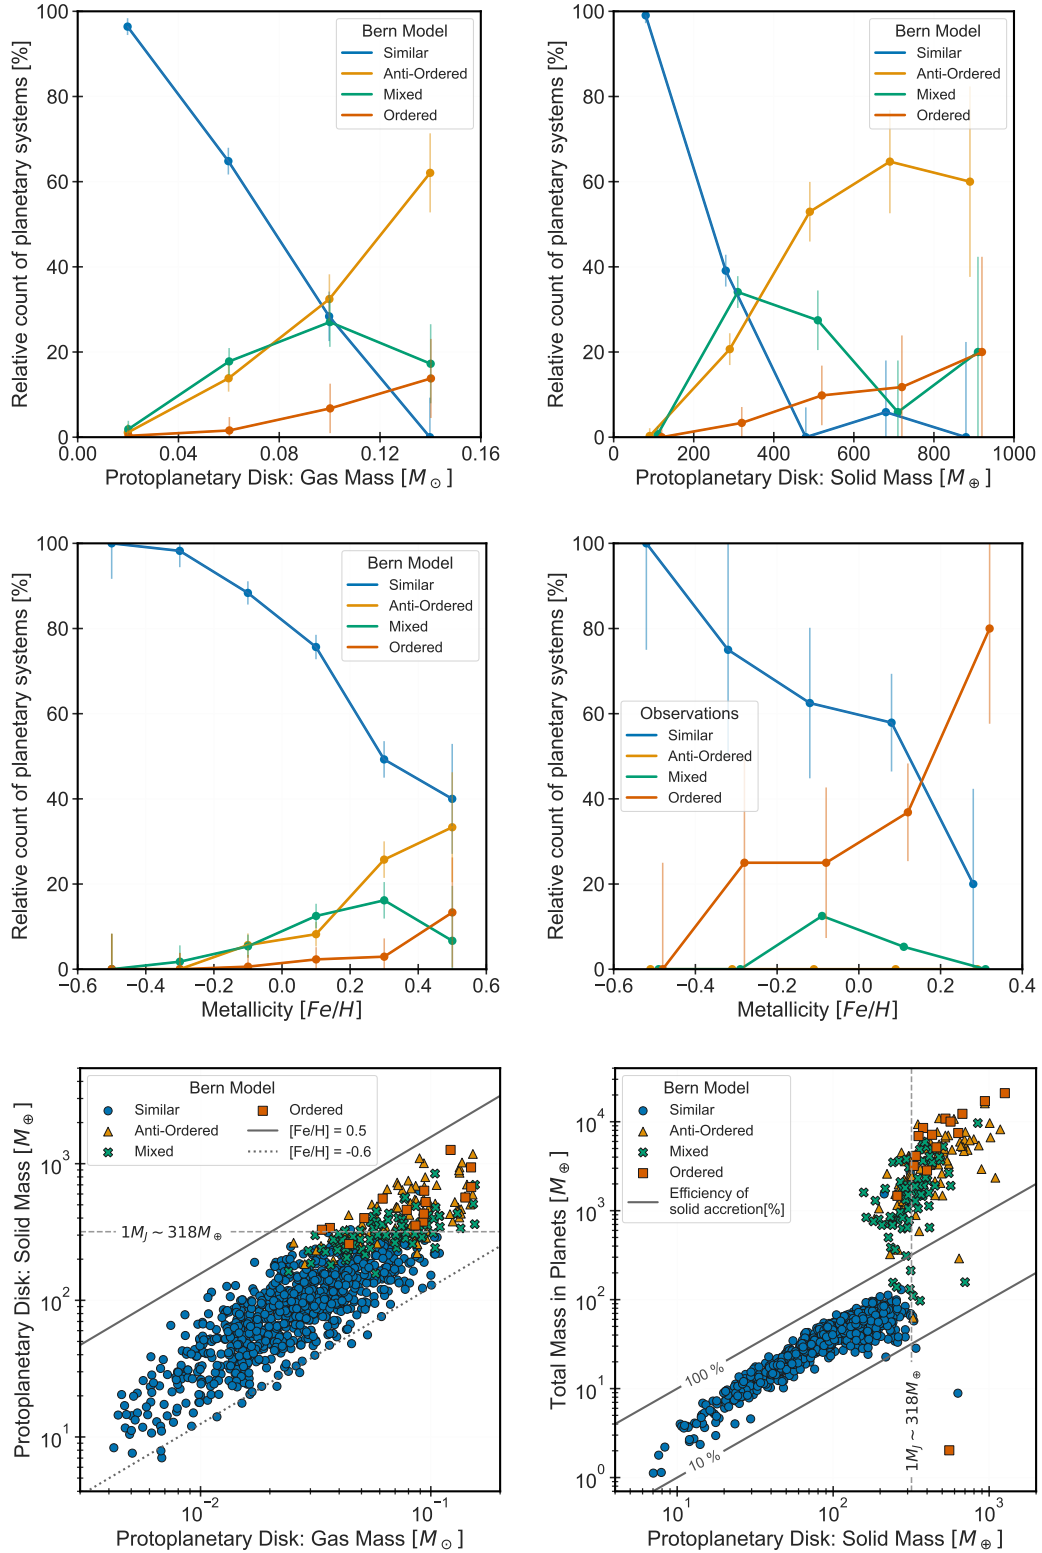 Relative count of planetary systems [%]
100
80
60
40
20
0
0.00 0.04 0.08 0.12 0.16
Protoplanetary Disk: Gas Mass [M⊙]
Bern Model
Similar
Anti-Ordered
Mixed
Ordered
Relative count of planetary systems [%]
100
80
60
40
20
0
0 200 400 600 800 1000
Protoplanetary Disk: Solid Mass [M⊕]
Bern Model
Similar
Anti-Ordered
Mixed
Ordered
Relative count of planetary systems [%]
100
80
60
40
20
0
−0.6 −0.4 −0.2 0.0 0.2 0.4 0.6
Metallicity [Fe/H]
Bern Model
Similar
Anti-Ordered
Mixed
Ordered
Relative count of planetary systems [%]
100
80
60
40
20
0
−0.6 −0.4 −0.2 0.0 0.2 0.4
Metallicity [Fe/H]
Observations
Similar
Anti-Ordered
Mixed
Ordered
Protoplanetary Disk: Solid Mass [M⊕]
10³
10²
10¹
10⁻² 10⁻¹
Protoplanetary Disk: Gas Mass [M⊙]
Bern Model
Similar
Anti-Ordered
Mixed
Ordered
[Fe/H] = 0.5
[Fe/H] = -0.6
1M_J ~ 318M⊕
Total Mass in Planets [M⊕]
10⁴
10³
10²
10¹
10⁰
10¹ 10² 10³
Protoplanetary Disk: Solid Mass [M⊕]
Bern Model
Similar
Anti-Ordered
Mixed
Ordered
Efficiency of
solid accretion[%]
100 %
10 %
1M_J ~ 318M⊕